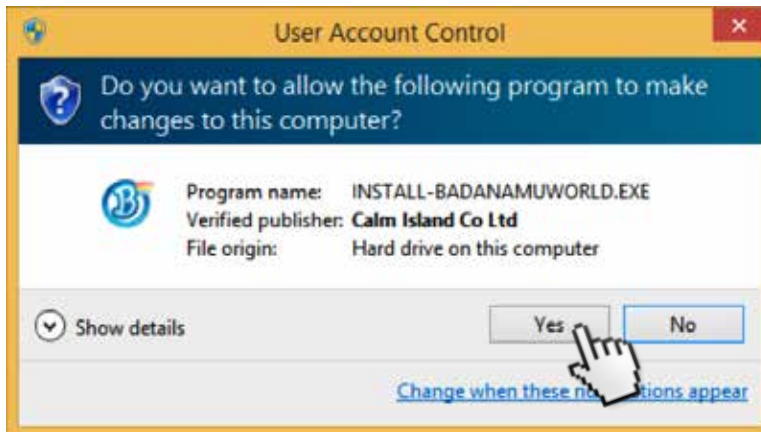 User Account Control
Do you want to allow the following program to make
changes to this computer?
Program name: INSTALL-BADANAMUWORLD.EXE
Verified publisher: Calm Island Co Ltd
File origin: Hard drive on this computer
Show details
Yes
No
Change when these appear